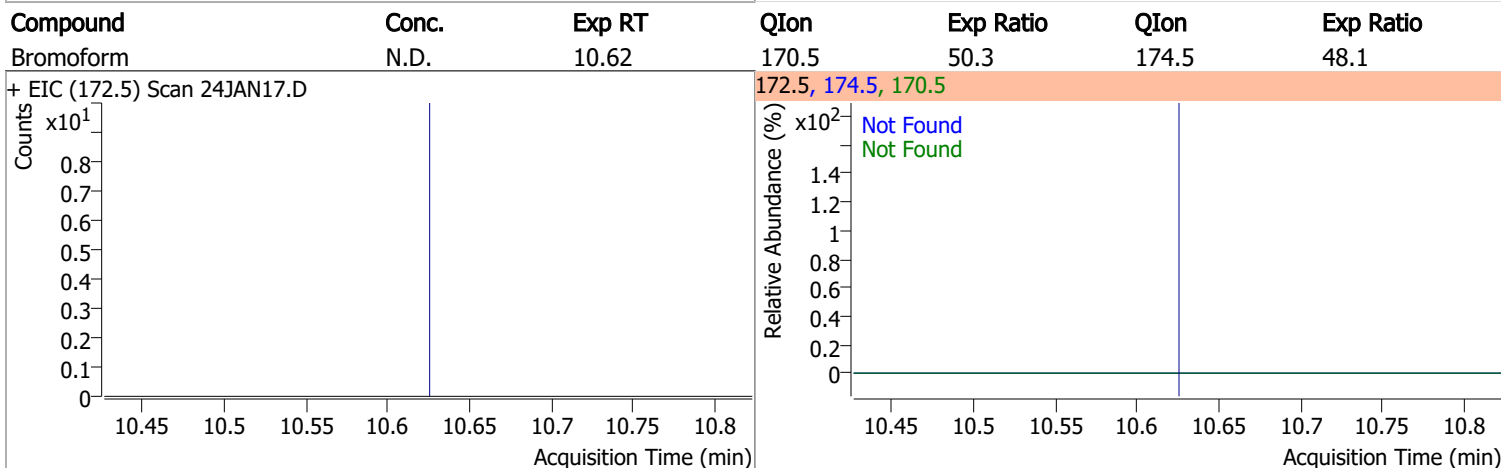 Compound Conc. Exp RT QIon Exp Ratio QIon Exp Ratio
Bromoform N.D. 10.62 170.5 50.3 174.5 48.1
+ EIC (172.5) Scan 24JAN17.D
Counts
x10¹
0.8
0.7
0.6
0.5
0.4
0.3
0.2
0.1
0
10.45 10.5 10.55 10.6 10.65 10.7 10.75 10.8
Acquisition Time (min)
172.5, 174.5, 170.5
Relative Abundance (%)
x10²
Not Found
Not Found
1.4
1.2
1
0.8
0.6
0.4
0.2
0
10.45 10.5 10.55 10.6 10.65 10.7 10.75 10.8
Acquisition Time (min)